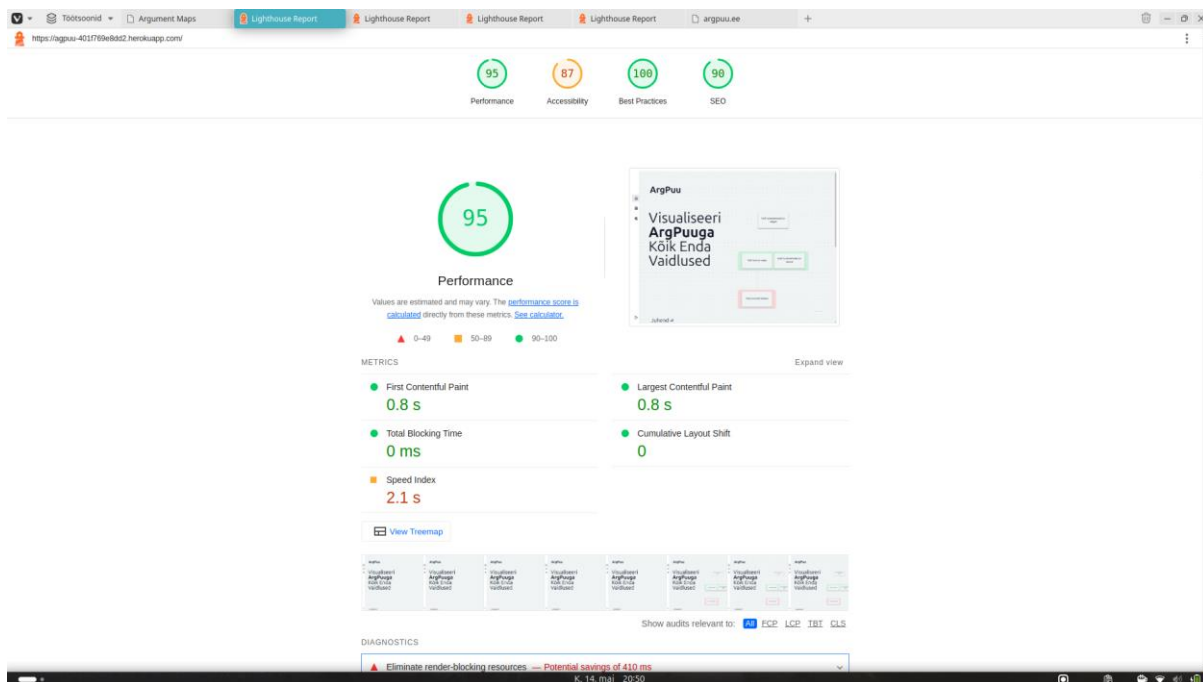 Töötsoonid
Argument Maps
Lighthouse Report
Lighthouse Report
Lighthouse Report
Lighthouse Report
argpuu.ee
https://agpuu-401f769e8dd2.herokuapp.com/
95
87
100
90
Performance
Accessibility
Best Practices
SEO
95
Performance
Values are estimated and may vary. The performance score is
calculated directly from these metrics. See calculator.
0–49
50–89
90–100
ArgPuu
Visualiseeri
ArgPuuga
Kõik Enda
Vaidlused
Juhend
METRICS
Expand view
First Contentful Paint
0.8 s
Largest Contentful Paint
0.8 s
Total Blocking Time
0 ms
Cumulative Layout Shift
0
Speed Index
2.1 s
View Treemap
Show audits relevant to: All FCP LCP TBT CLS
DIAGNOSTICS
Eliminate render-blocking resources — Potential savings of 410 ms
K, 14. mai 20:50